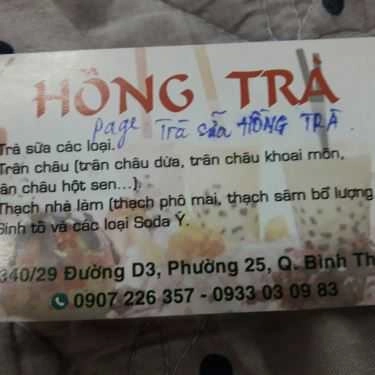 HỒNG TRÀ
Page Trà sữa HỒNG TRÀ.
Trà sữa các loại.
Trân châu (trân châu dừa, trân châu khoai môn,
ân châu hột sen...).
Thạch nhà làm (thạch phô mai, thạch sâm bổ lượng
Sinh tố và các loại Soda Ý.
340/29 Đường D3, Phường 25, Q. Bình Th
0907 226 357 - 0933 03 09 83